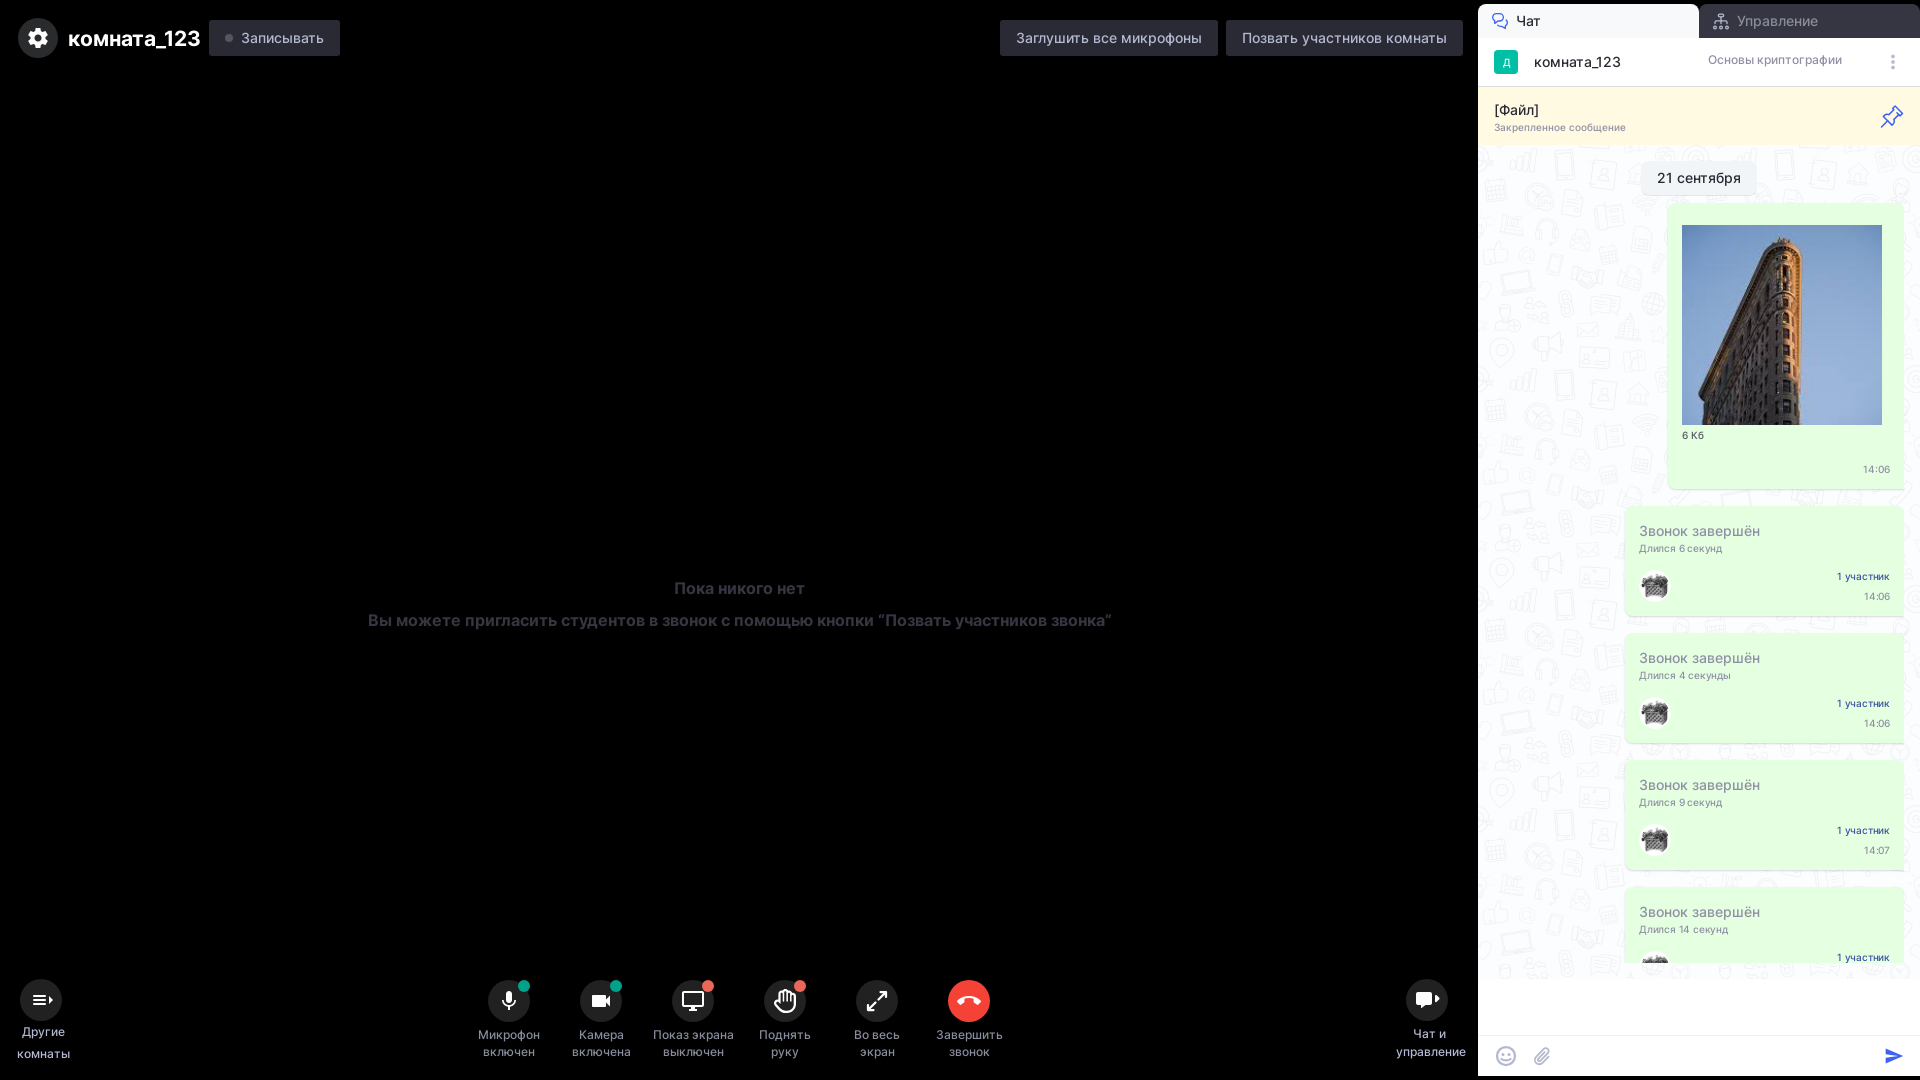 комната_123
Записывать
Заглушить все микрофоны
Позвать участников комнаты
Чат
Управление
Д
комната_123
Основы криптографии
[Файл]
Закрепленное сообщение
21 сентября
6 Кб
14:06
Звонок завершён
Длился 6 секунд
1 участник
14:06
Звонок завершён
Длился 4 секунды
1 участник
14:06
Звонок завершён
Длился 9 секунд
1 участник
14:07
Звонок завершён
Длился 14 секунд
1 участник
Пока никого нет
Вы можете пригласить студентов в звонок с помощью кнопки “Позвать участников звонка”
Другие
комнаты
Микрофон
включен
Камера
включена
Показ экрана
выключен
Поднять
руку
Во весь
экран
Завершить
звонок
Чат и
управление